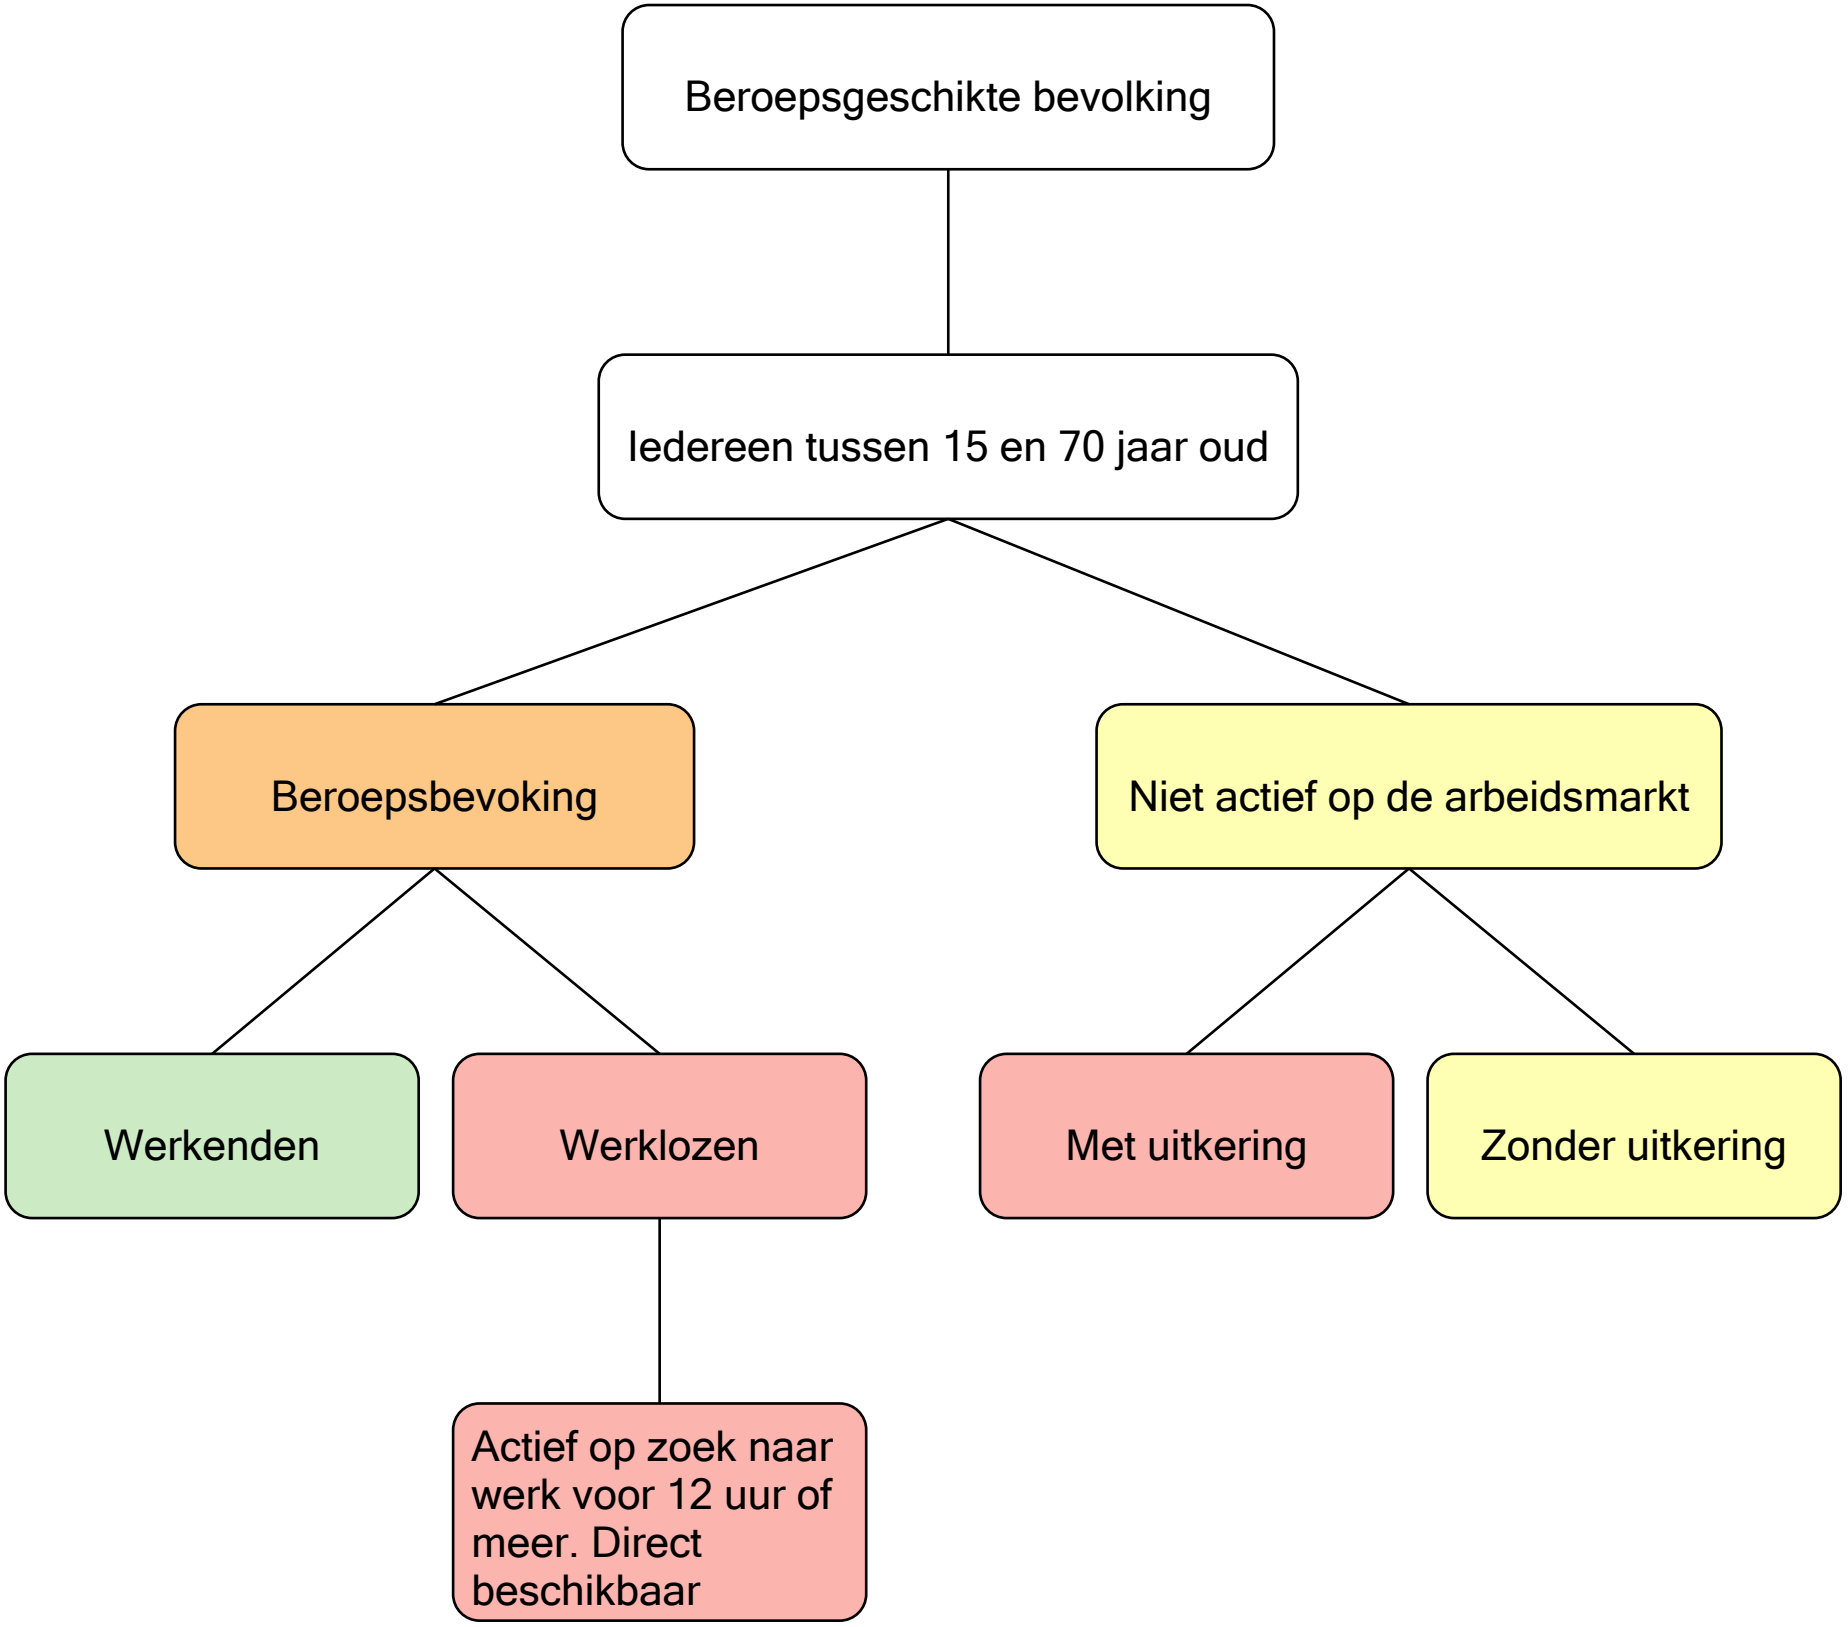 Beroepsgeschikte bevolking
Iedereen tussen 15 en 70 jaar oud
Beroepsbevoking
Niet actief op de arbeidsmarkt
Werkenden
Werklozen
Met uitkering
Zonder uitkering
Actief op zoek naar
werk voor 12 uur of
meer. Direct
beschikbaar